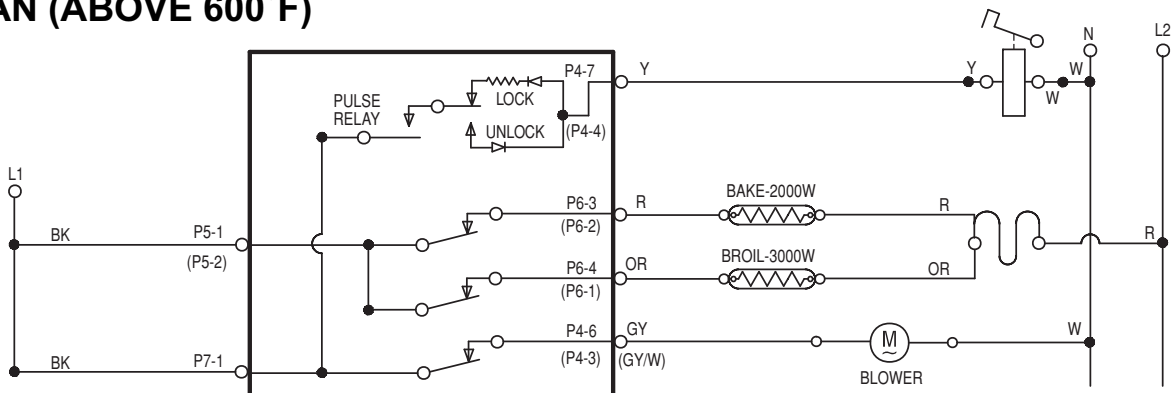 AN (ABOVE 600˚F)
N
L2
P4-7
Y
Y
W
W
PULSE
RELAY
LOCK
UNLOCK
(P4-4)
L1
P6-3
R
BAKE-2000W
R
BK
P5-1
(P6-2)
R
(P5-2)
P6-4
OR
BROIL-3000W
OR
(P6-1)
P4-6
GY
M
W
BK
P7-1
(P4-3)
(GY/W)
BLOWER